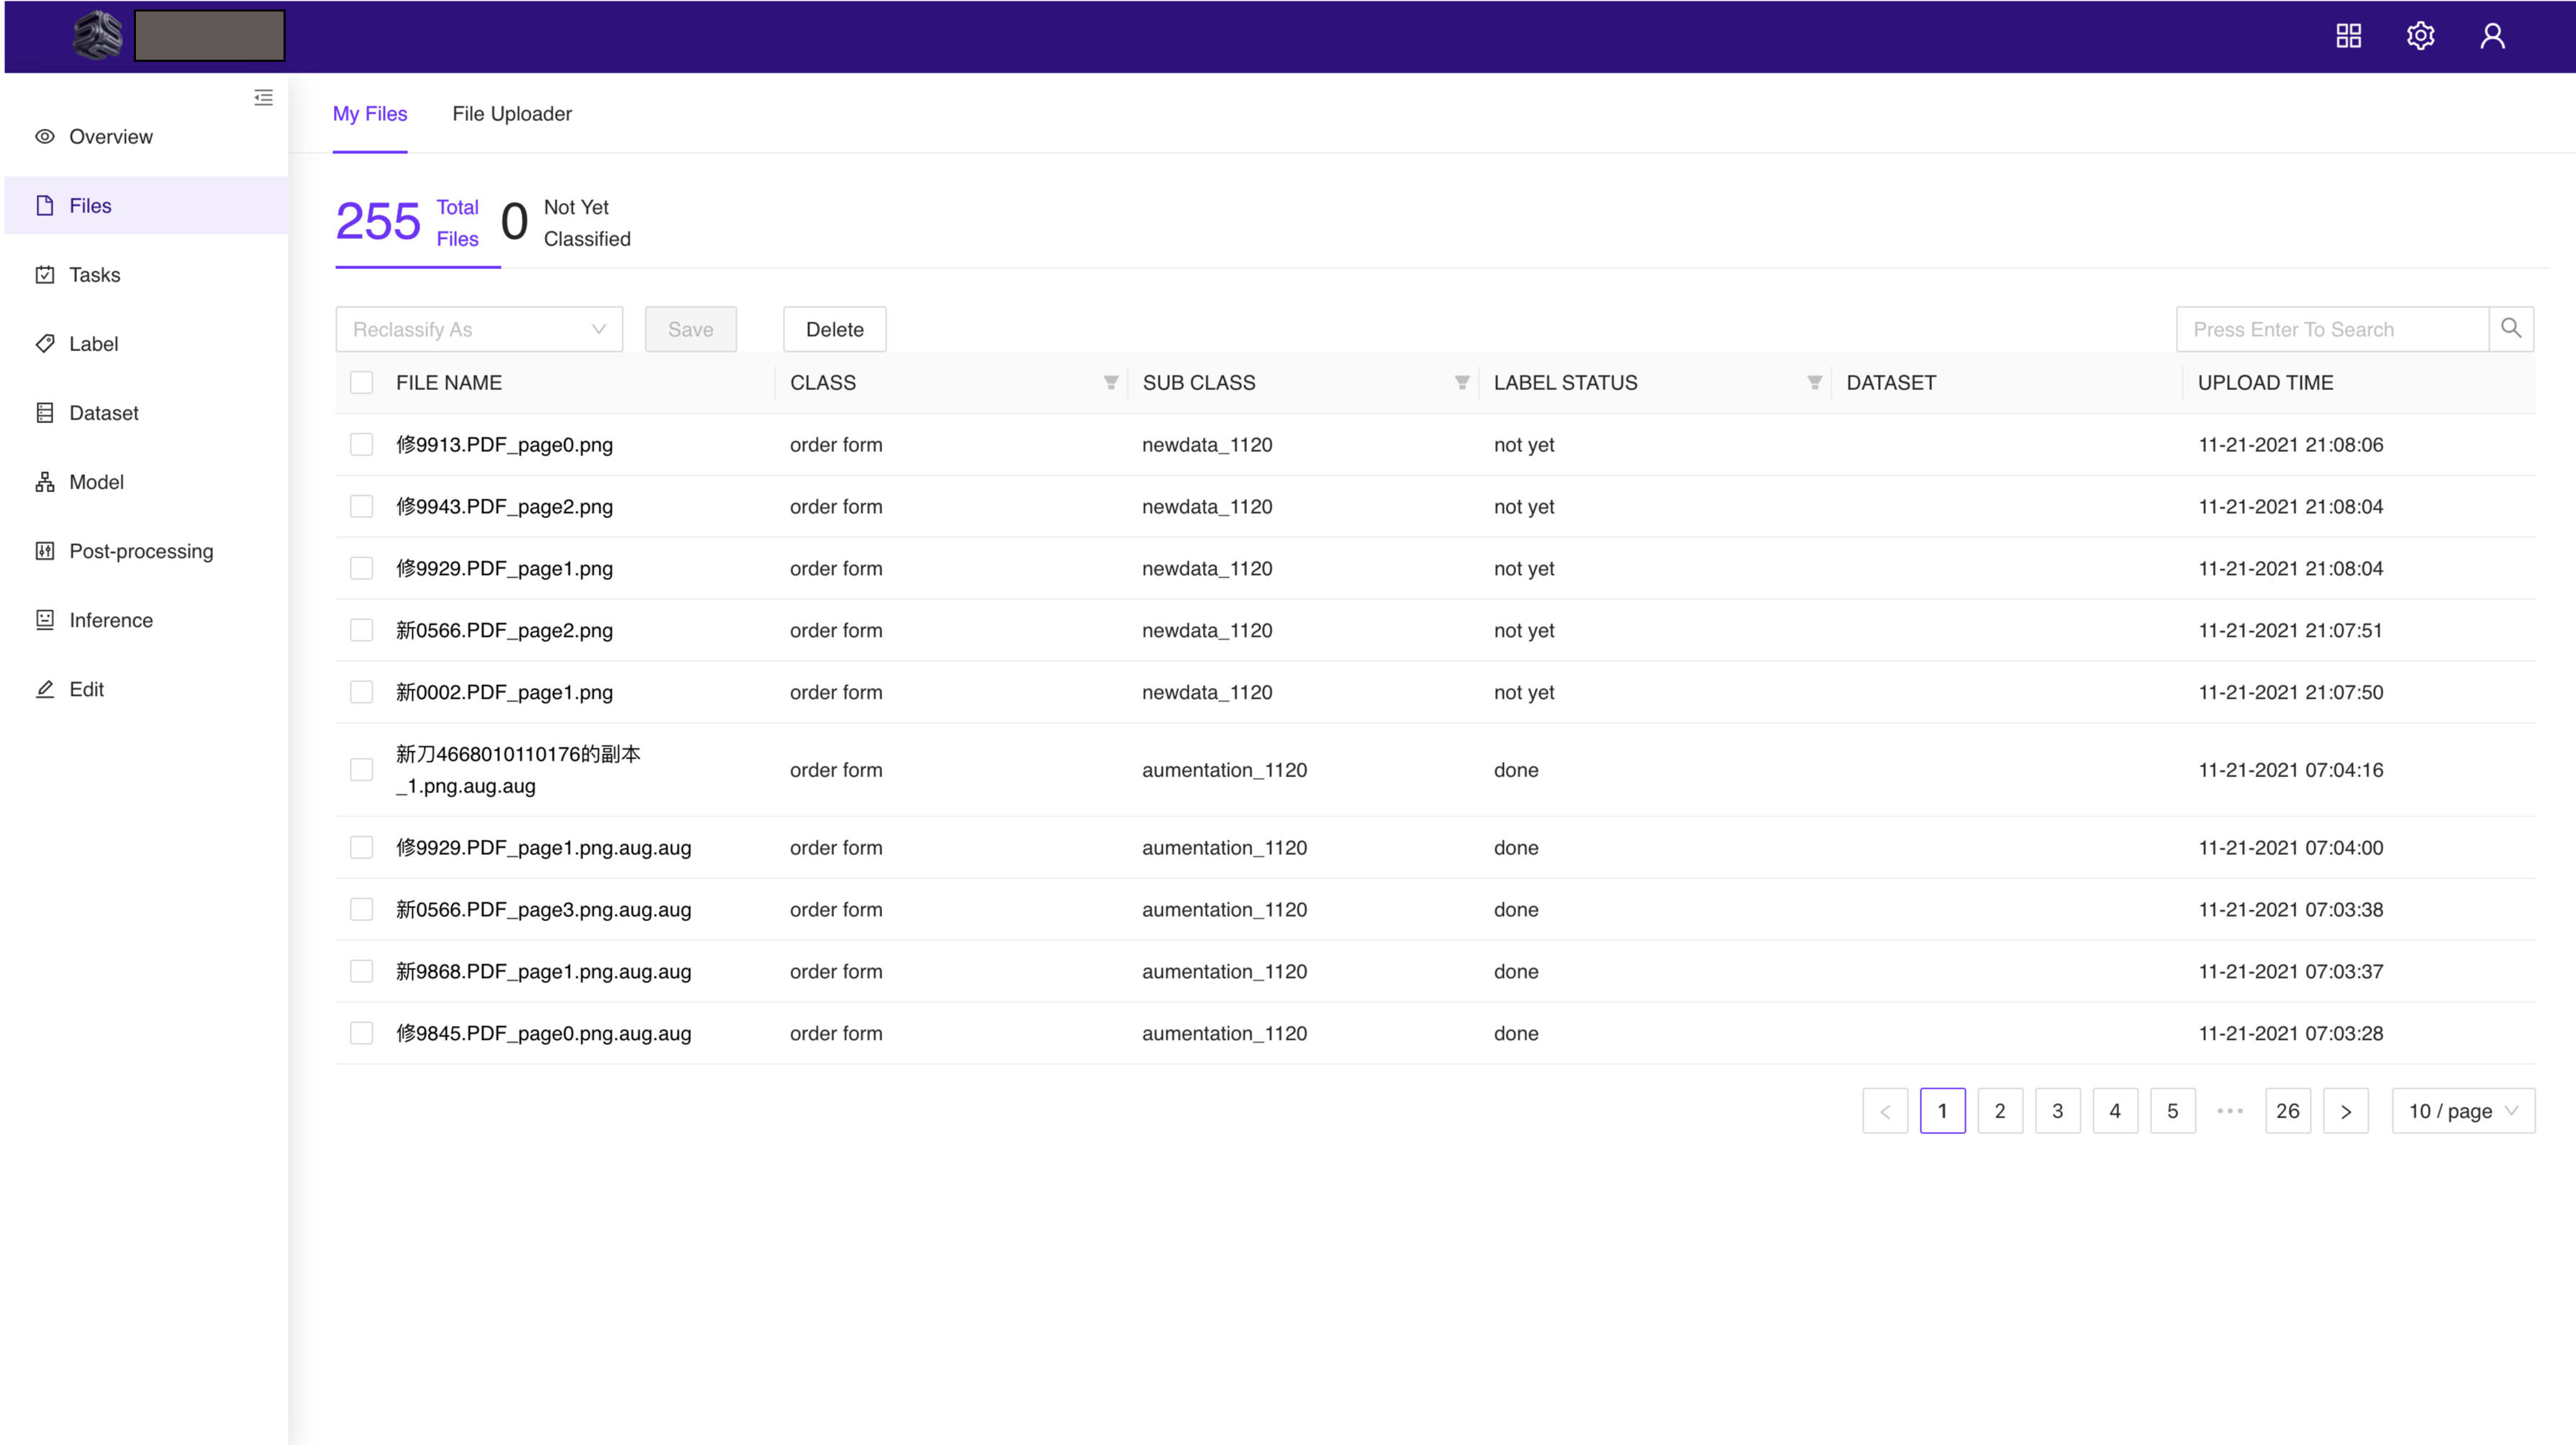 My Files File Uploader
Overview
Files
Tasks
Label
Dataset
Model
Post-processing
Inference
Edit
255 Total Files 0 Not Yet Classified
Reclassify As Save Delete Press Enter To Search
FILE NAME CLASS SUB CLASS LABEL STATUS DATASET UPLOAD TIME
修9913.PDF_page0.png order form newdata_1120 not yet 11-21-2021 21:08:06
修9943.PDF_page2.png order form newdata_1120 not yet 11-21-2021 21:08:04
修9929.PDF_page1.png order form newdata_1120 not yet 11-21-2021 21:08:04
新0566.PDF_page2.png order form newdata_1120 not yet 11-21-2021 21:07:51
新0002.PDF_page1.png order form newdata_1120 not yet 11-21-2021 21:07:50
新刀4668010110176的副本
_1.png.aug.aug order form aumentation_1120 done 11-21-2021 07:04:16
修9929.PDF_page1.png.aug.aug order form aumentation_1120 done 11-21-2021 07:04:00
新0566.PDF_page3.png.aug.aug order form aumentation_1120 done 11-21-2021 07:03:38
新9868.PDF_page1.png.aug.aug order form aumentation_1120 done 11-21-2021 07:03:37
修9845.PDF_page0.png.aug.aug order form aumentation_1120 done 11-21-2021 07:03:28
< 1 2 3 4 5 ••• 26 > 10 / page